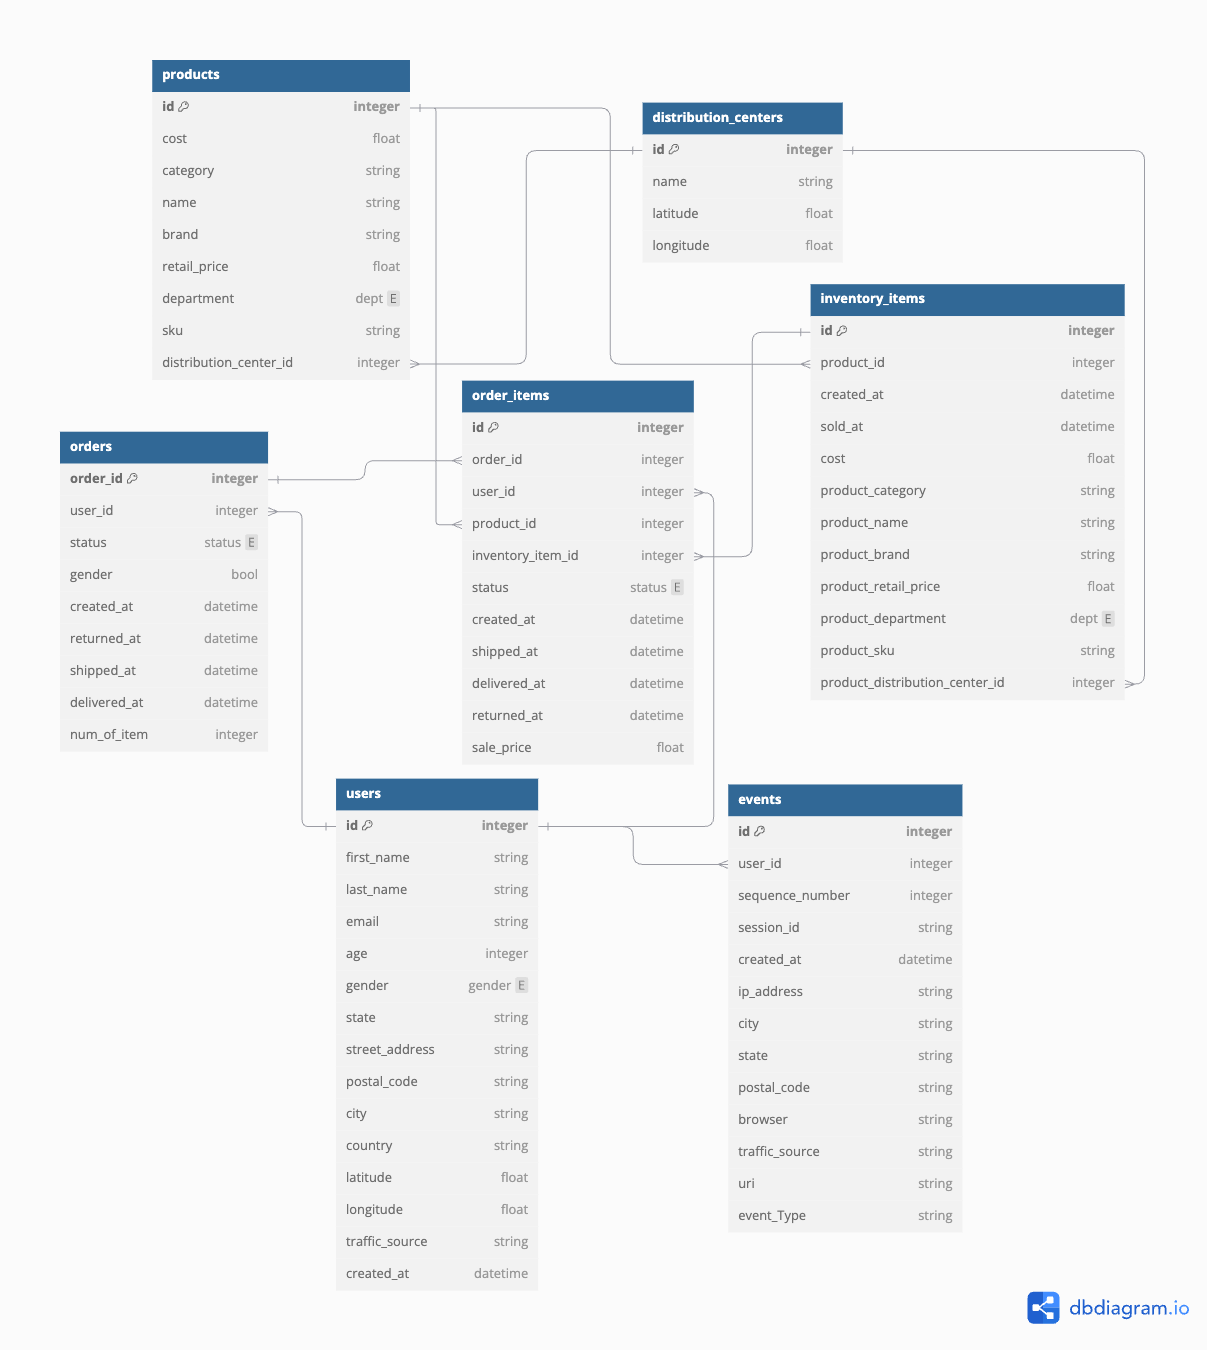 products
id integer
cost float
category string
name string
brand string
retail_price float
department dept E
sku string
distribution_center_id integer
distribution_centers
id integer
name string
latitude float
longitude float
inventory_items
id integer
product_id integer
created_at datetime
sold_at datetime
cost float
product_category string
product_name string
product_brand string
product_retail_price float
product_department dept E
product_sku string
product_distribution_center_id integer
order_items
id integer
order_id integer
user_id integer
product_id integer
inventory_item_id integer
status status E
created_at datetime
shipped_at datetime
delivered_at datetime
returned_at datetime
sale_price float
orders
order_id integer
user_id integer
status status E
gender bool
created_at datetime
returned_at datetime
shipped_at datetime
delivered_at datetime
num_of_item integer
users
id integer
first_name string
last_name string
email string
age integer
gender gender E
state string
street_address string
postal_code string
city string
country string
latitude float
longitude float
traffic_source string
created_at datetime
events
id integer
user_id integer
sequence_number integer
session_id string
created_at datetime
ip_address string
city string
state string
postal_code string
browser string
traffic_source string
uri string
event_Type string
dbdiagram.io